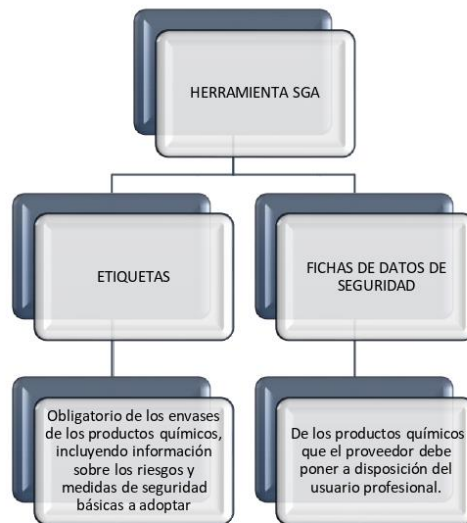 HERRAMIENTA SGA
ETIQUETAS
FICHAS DE DATOS DE
SEGURIDAD
Obligatorio de los envases
de los productos químicos,
incluyendo información
sobre los riesgos y
medidas de seguridad
básicas a adoptar
De los productos químicos
que el proveedor debe
poner a disposición del
usuario profesional.